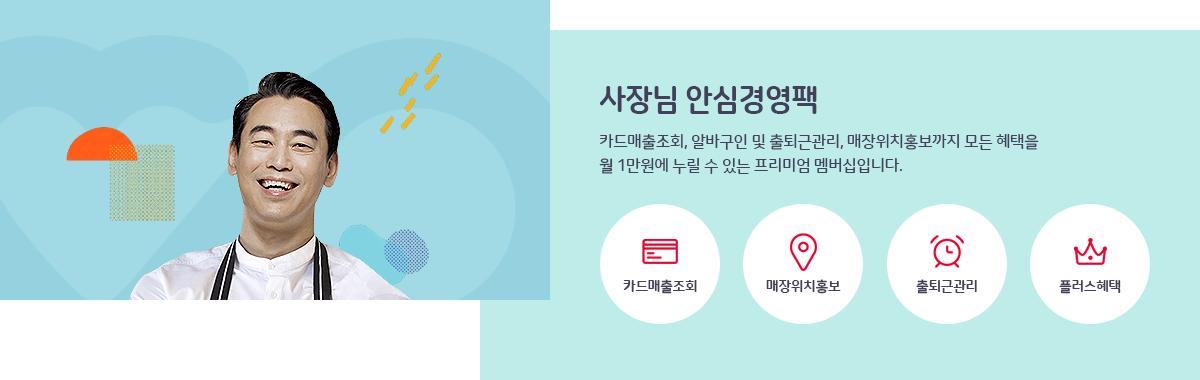 사장님 안심경영팩
카드매출조회, 알바구인 및 출퇴근관리, 매장위치홍보까지 모든 혜택을
월 1만원에 누릴 수 있는 프리미엄 멤버십입니다.
카드매출조회
매장위치홍보
출퇴근관리
플러스혜택